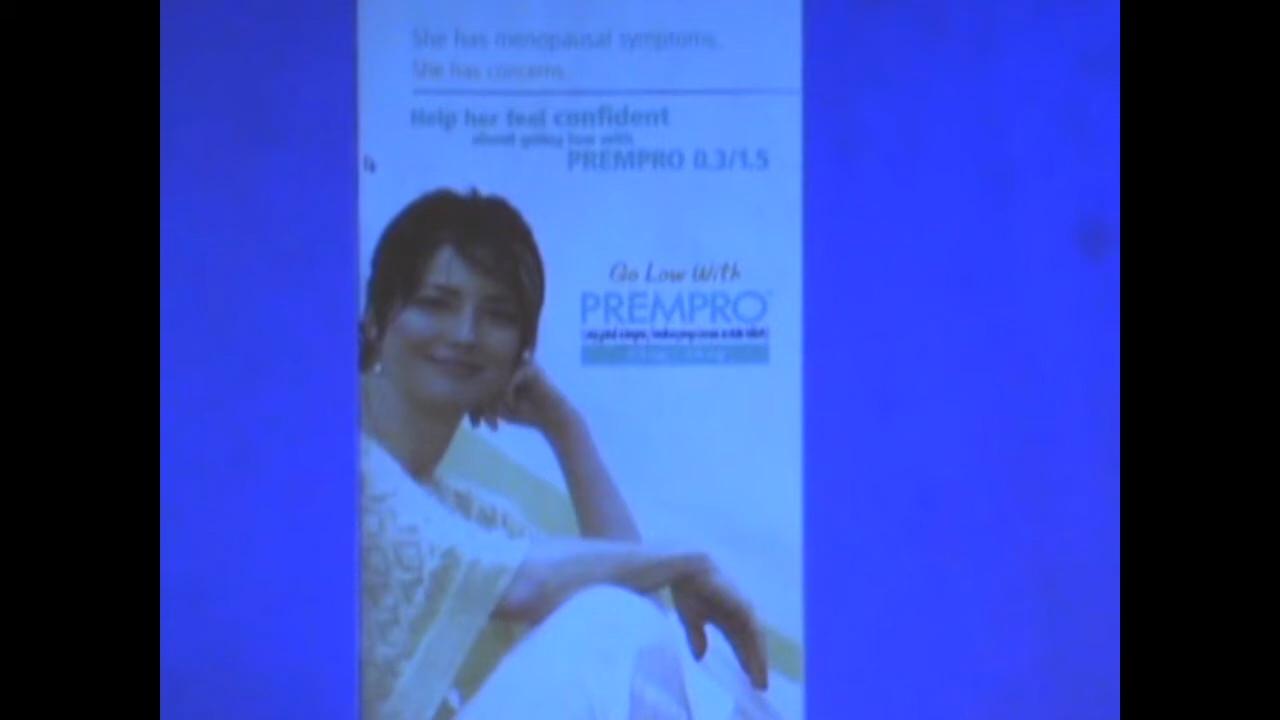 She has menopausal symptoms.
She has concerns.
Help her feel confident
about going low with
PREMPRO 0.3/1.5
Go Low With
PREMPRO